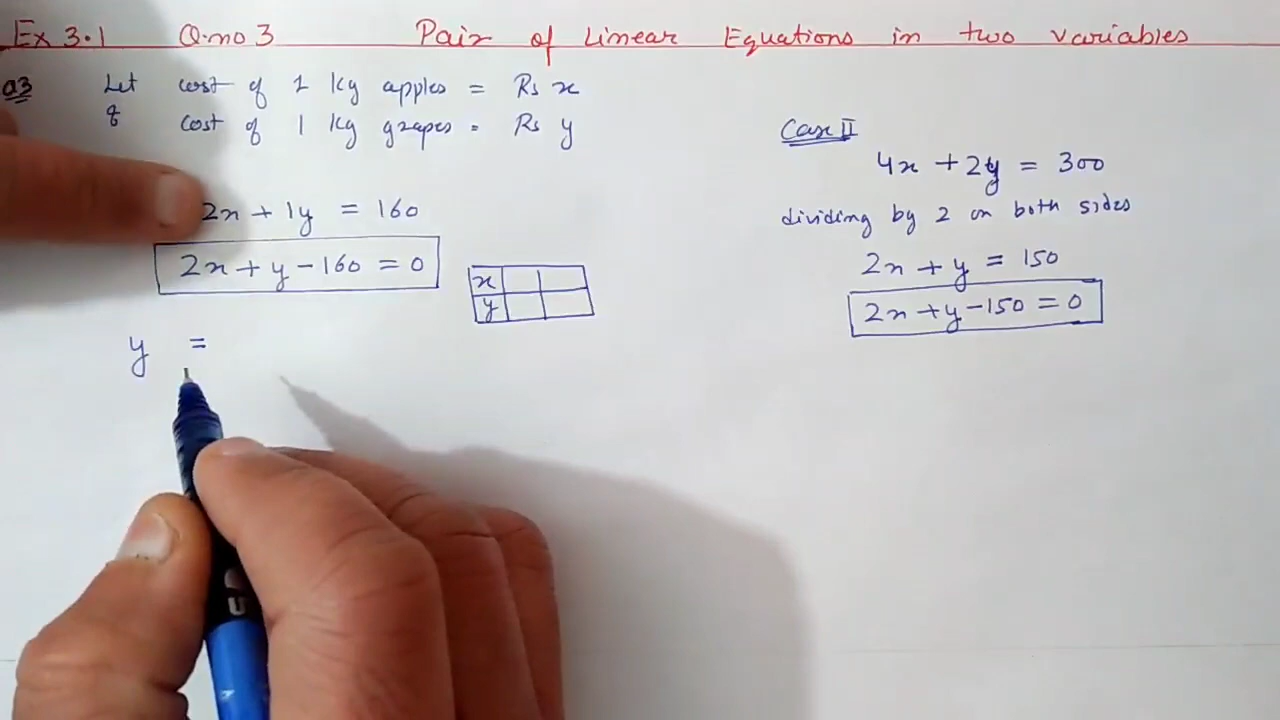 Ex 3.1 Q.no 3 Pair of Linear Equations in two variables
Q3 Let cost of 1 kg apples = Rs x
& cost of 1 kg grapes = Rs y
2x + 1y = 160
2x + y - 160 = 0
x
y
y =
Case II
4x + 2y = 300
dividing by 2 on both sides
2x + y = 150
2x + y - 150 = 0